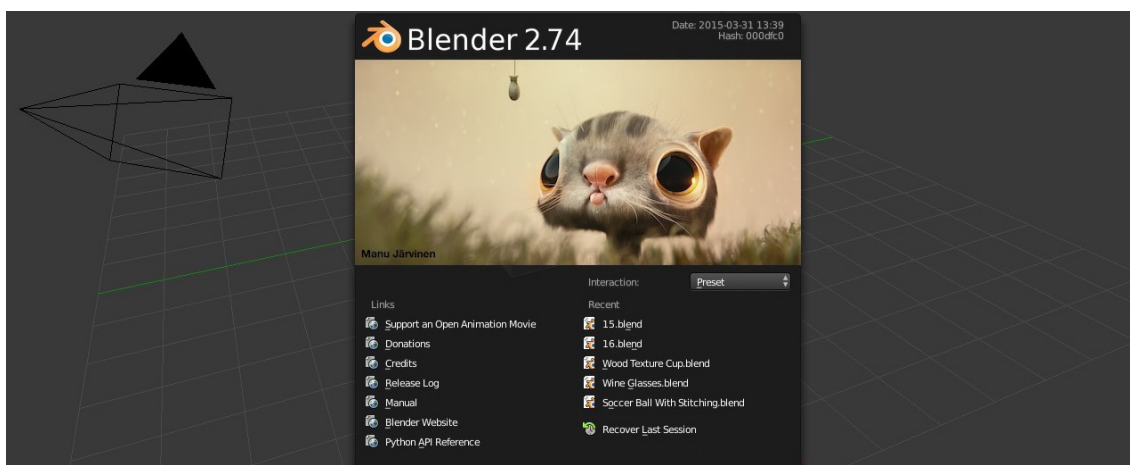 Blender 2.74
Date: 2015-03-31 13:39
Hash: 000dfc0
Manu Järvinen
Interaction: Preset
Links
Support an Open Animation Movie
Donations
Credits
Release Log
Manual
Blender Website
Python API Reference
Recent
15.blend
16.blend
Wood Texture Cup.blend
Wine Glasses.blend
Soccer Ball With Stitching.blend
Recover Last Session